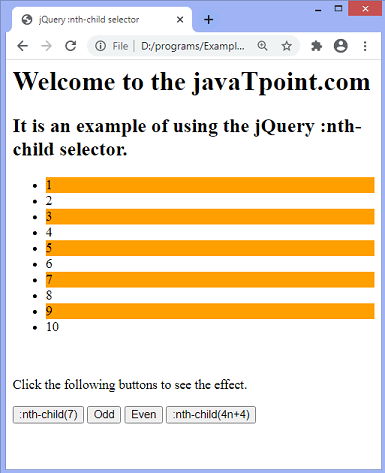 jQuery :nth-child selector
File | D:/programs/Exampl...
Welcome to the javaTpoint.com
It is an example of using the jQuery :nth-
child selector.
1
2
3
4
5
6
7
8
9
10
Click the following buttons to see the effect.
:nth-child(7) Odd Even :nth-child(4n+4)